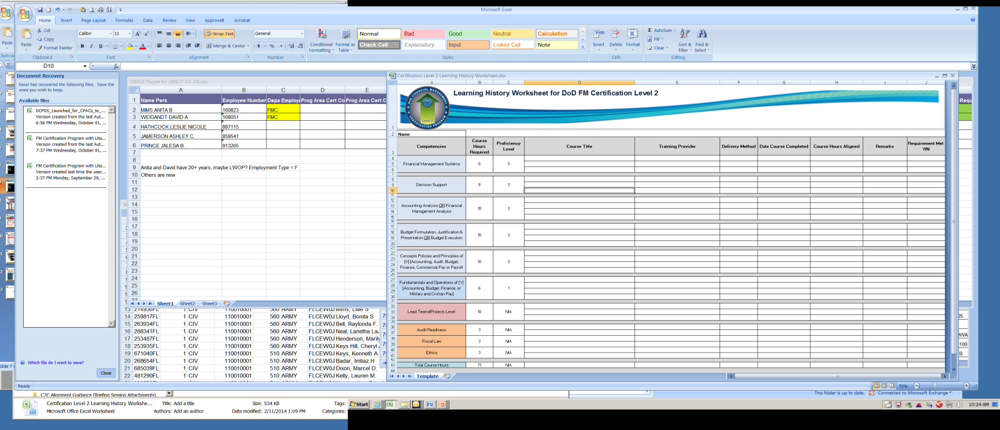 Microsoft Excel
Home Insert Page Layout Formulas Data Review View ApproveIt Acrobat
Paste
Cut
Copy
Format Painter
Clipboard
Calibri 11
Font
Wrap Text
Merge & Center
Alignment
General
Number
Conditional Formatting
Format as Table
Normal Bad Good Neutral Calculation
Check Cell Explanatory ... Input Linked Cell Note
Styles
Insert Delete Format
Cells
AutoSum
Fill
Clear
Sort & Filter
Find & Select
Editing
D10
fx
Document Recovery
Excel has recovered the following files. Save the
ones you wish to keep.
Available files
DCPDS_Launched_for_CPACs_to_...
Version created from the last Aut...
6:56 PM Wednesday, October 01, ...
FM Certification Program with LNs...
Version created from the last Aut...
7:37 PM Wednesday, October 01, ...
FM Certification Program with LNs...
Version created last time the user...
2:37 PM Monday, September 29, ...
Which file do I want to save?
Close
Ready
USACE People for LMS (7-15-14).xlsx
A B C D E
1 Name Pers Employee Number Depa Employ Prog Area Cert Co Prog Area Cert C
2 MIMS ANITA B 160823 FMC
3 WEIGANDT DAVID A 168051 FMC
4 HATHCOCK LESLIE NICOLE 887115
5 JAMERSON ASHLEY C. 859541
6 PRINCE JALESA B. 913265
7
8
9 Anita and David have 20+ years, maybe LWOP? Employment Type = F
10 Others are new
11
12
13
14
15
16
17
18
19
20
21
22
23
24
25
26
27
Sheet1 Sheet2 Sheet3
13 214956FL 1 CIV 110010001 560 ARMY FLCEW0J Mims, Lillie S
14 259817FL 1 CIV 110010001 560 ARMY FLCEW0J Lloyd, Bonita S
15 263934FL 1 CIV 110010001 560 ARMY FLCEW0J Bell, Raylonda F.
16 288341FL 1 CIV 110010001 560 ARMY FLCEW0J Neal, Lanetha La
17 253487FL 1 CIV 110010001 560 ARMY FLCEW0J Henderson, Marily
18 253935FL 1 CIV 110010001 560 ARMY FLCEW0J Keys Hill, Cheryl
19 671040FL 1 CIV 110010001 510 ARMY FLCEW0J Keys, Kenneth A.
20 268654FL 1 CIV 110010001 510 ARMY FLCEW0J Badar, Imtiaz H
21 685039FL 1 CIV 110010001 510 ARMY FLCEW0J Dixon, Marcel D.
22 481290FL 1 CIV 110010001 510 ARMY FLCEW0J Kelly, Lauren M.
Certification Level 2 Learning History Worksheet.xlsx
A B C D E F G H I J
DoD FINANCIAL MANAGEMENT
CERTIFICATION PROGRAM
Level 2
Learning History Worksheet for DoD FM Certification Level 2
Name
Competencies Course Hours Required Proficiency Level Course Title Training Provider Delivery Method Date Course Completed Course Hours Aligned Remarks Requirement Met Y/N
Financial Management Systems 8 3
Decision Support 8 3
Accounting Analysis OR Financial Management Analysis 10 3
Budget Formulation, Justification & Presentation OR Budget Execution 10 3
Concepts Policies and Principles of [X] [Accounting, Audit, Budget, Finance, Commercial Pay or Payroll 10 3
Fundamentals and Operations of [Y] [Accounting, Budget, Finance, or Military and Civilian Pay] 6 1
Lead Teams/Projects Level 10 N/A
Audit Readiness 3 N/A
Fiscal Law 3 N/A
Ethics 3 N/A
Total Course Hours 71 N/A
Template
70%
C2C Alignment Guidance (Briefing Session Attachments)
This folder is up to date. Connected to Microsoft Exchange
Certification Level 2 Learning History Workshe... Title: Add a title Size: 534 KB Tags:
Microsoft Office Excel Worksheet Authors: Add an author Date modified: 2/11/2014 1:09 PM Categories:
Start
10:24 AM